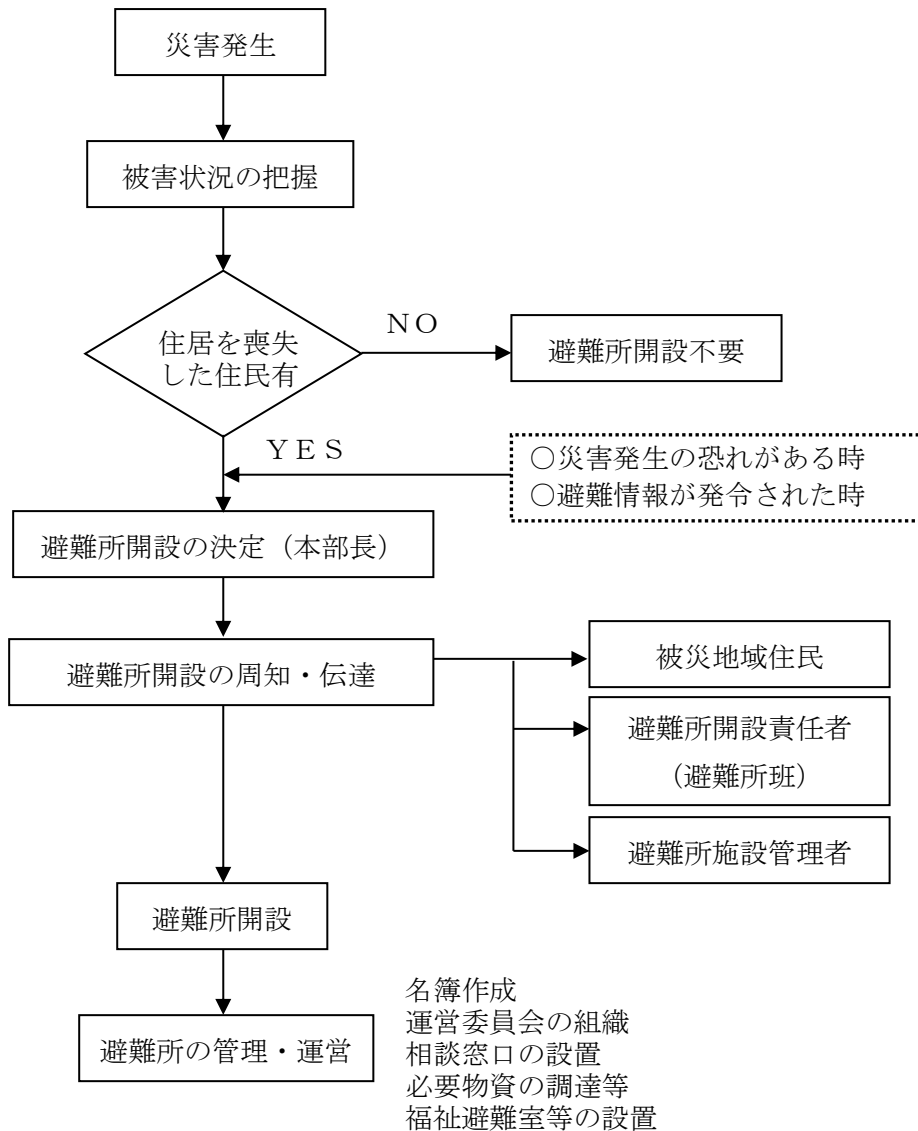 災害発生
被害状況の把握
住居を喪失
した住民有
ＮＯ
避難所開設不要
ＹＥＳ
○災害発生の恐れがある時
○避難情報が発令された時
避難所開設の決定（本部長）
避難所開設の周知・伝達
被災地域住民
避難所開設責任者
（避難所班）
避難所施設管理者
避難所開設
避難所の管理・運営
名簿作成
運営委員会の組織
相談窓口の設置
必要物資の調達等
福祉避難室等の設置